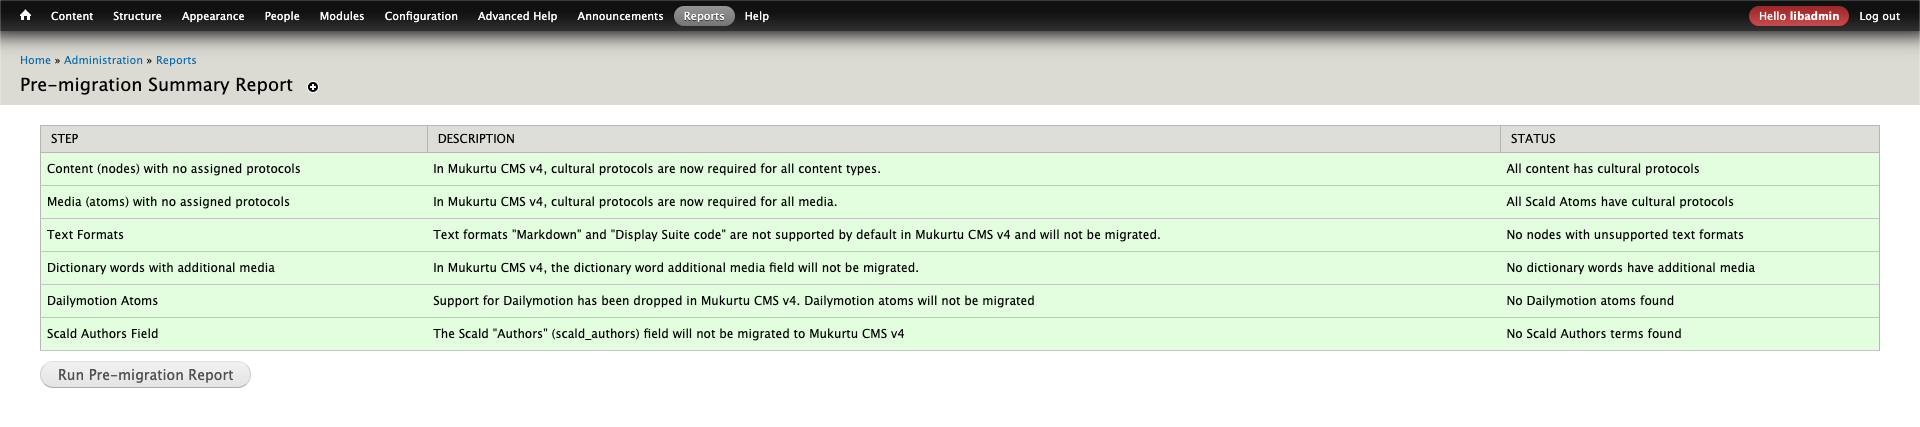 Content Structure Appearance People Modules Configuration Advanced Help Announcements Reports Help Hello libadmin Log out
Home » Administration » Reports
Pre-migration Summary Report
STEP DESCRIPTION STATUS
Content (nodes) with no assigned protocols In Mukurtu CMS v4, cultural protocols are now required for all content types. All content has cultural protocols
Media (atoms) with no assigned protocols In Mukurtu CMS v4, cultural protocols are now required for all media. All Scald Atoms have cultural protocols
Text Formats Text formats "Markdown" and "Display Suite code" are not supported by default in Mukurtu CMS v4 and will not be migrated. No nodes with unsupported text formats
Dictionary words with additional media In Mukurtu CMS v4, the dictionary word additional media field will not be migrated. No dictionary words have additional media
Dailymotion Atoms Support for Dailymotion has been dropped in Mukurtu CMS v4. Dailymotion atoms will not be migrated No Dailymotion atoms found
Scald Authors Field The Scald "Authors" (scald_authors) field will not be migrated to Mukurtu CMS v4 No Scald Authors terms found
Run Pre-migration Report